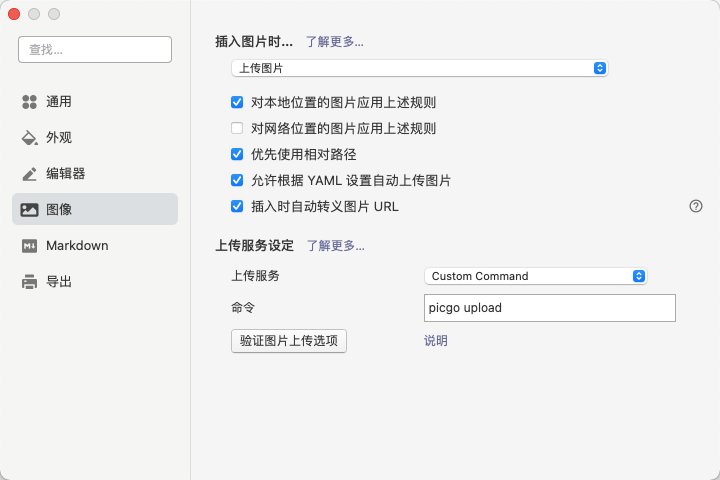 查找...
通用
外观
编辑器
图像
Markdown
导出
插入图片时... 了解更多...
上传图片
对本地位置的图片应用上述规则
对网络位置的图片应用上述规则
优先使用相对路径
允许根据 YAML 设置自动上传图片
插入时自动转义图片 URL
上传服务设定 了解更多...
上传服务 Custom Command
命令 picgo upload
验证图片上传选项 说明